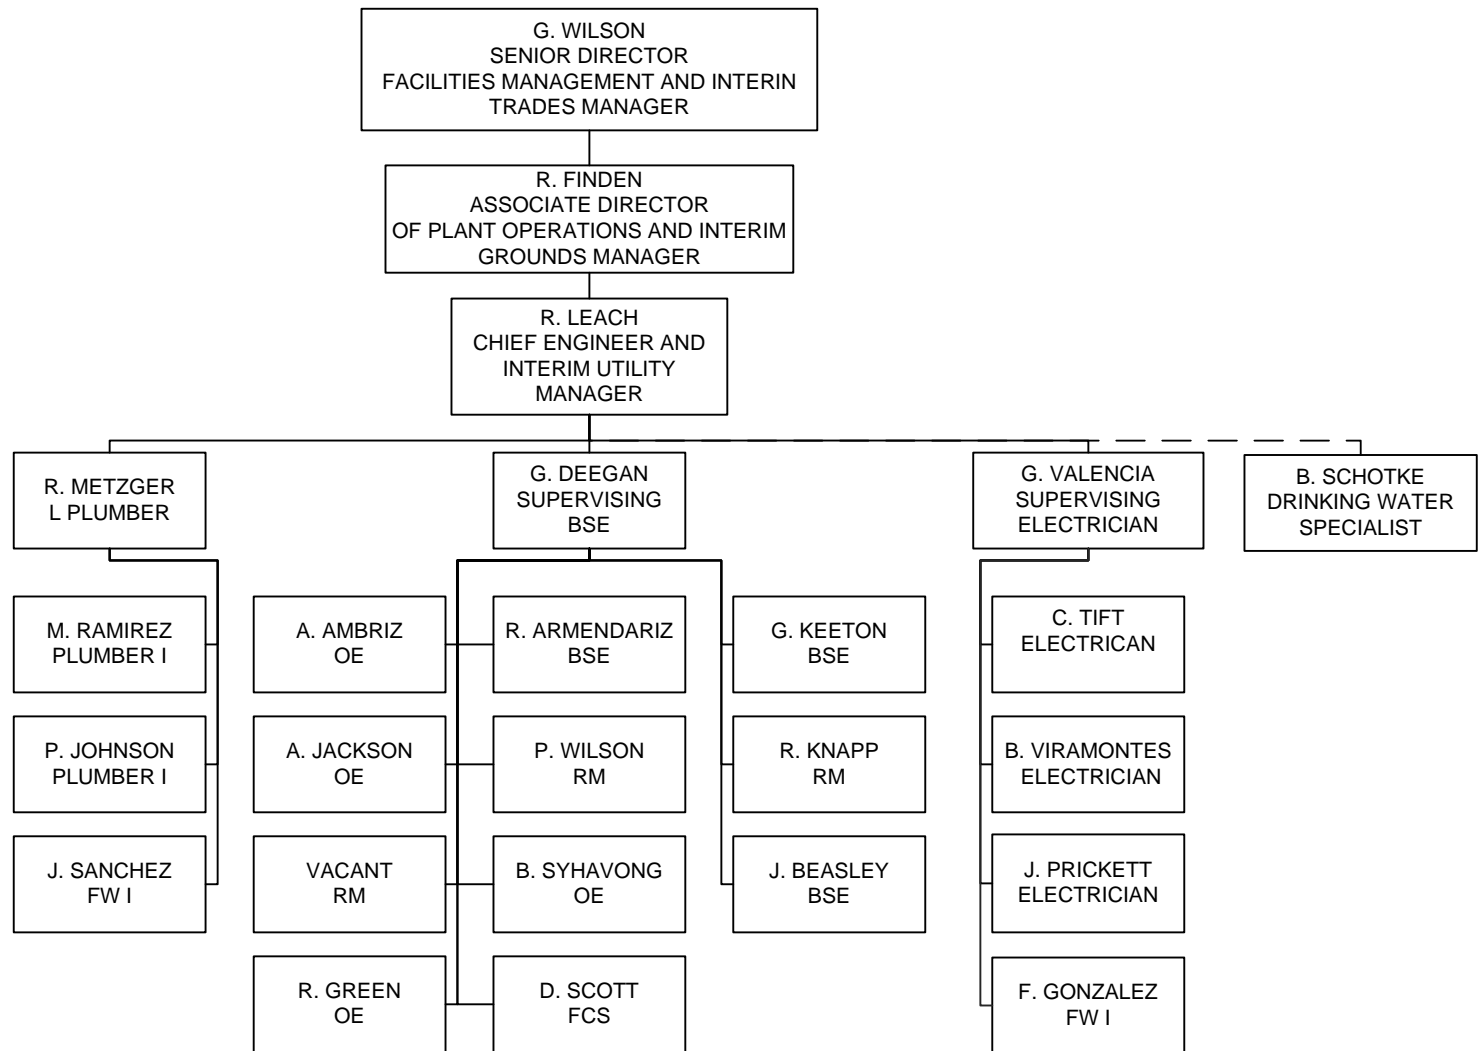 G. WILSON
SENIOR DIRECTOR
FACILITIES MANAGEMENT AND INTERIN
TRADES MANAGER
R. FINDEN
ASSOCIATE DIRECTOR
OF PLANT OPERATIONS AND INTERIM
GROUNDS MANAGER
R. LEACH
CHIEF ENGINEER AND
INTERIM UTILITY
MANAGER
R. METZGER
L PLUMBER
G. DEEGAN
SUPERVISING
BSE
G. VALENCIA
SUPERVISING
ELECTRICIAN
B. SCHOTKE
DRINKING WATER
SPECIALIST
M. RAMIREZ
PLUMBER I
A. AMBRIZ
OE
R. ARMENDARIZ
BSE
G. KEETON
BSE
C. TIFT
ELECTRICAN
P. JOHNSON
PLUMBER I
A. JACKSON
OE
P. WILSON
RM
R. KNAPP
RM
B. VIRAMONTES
ELECTRICIAN
J. SANCHEZ
FW I
VACANT
RM
B. SYHAVONG
OE
J. BEASLEY
BSE
J. PRICKETT
ELECTRICIAN
R. GREEN
OE
D. SCOTT
FCS
F. GONZALEZ
FW I